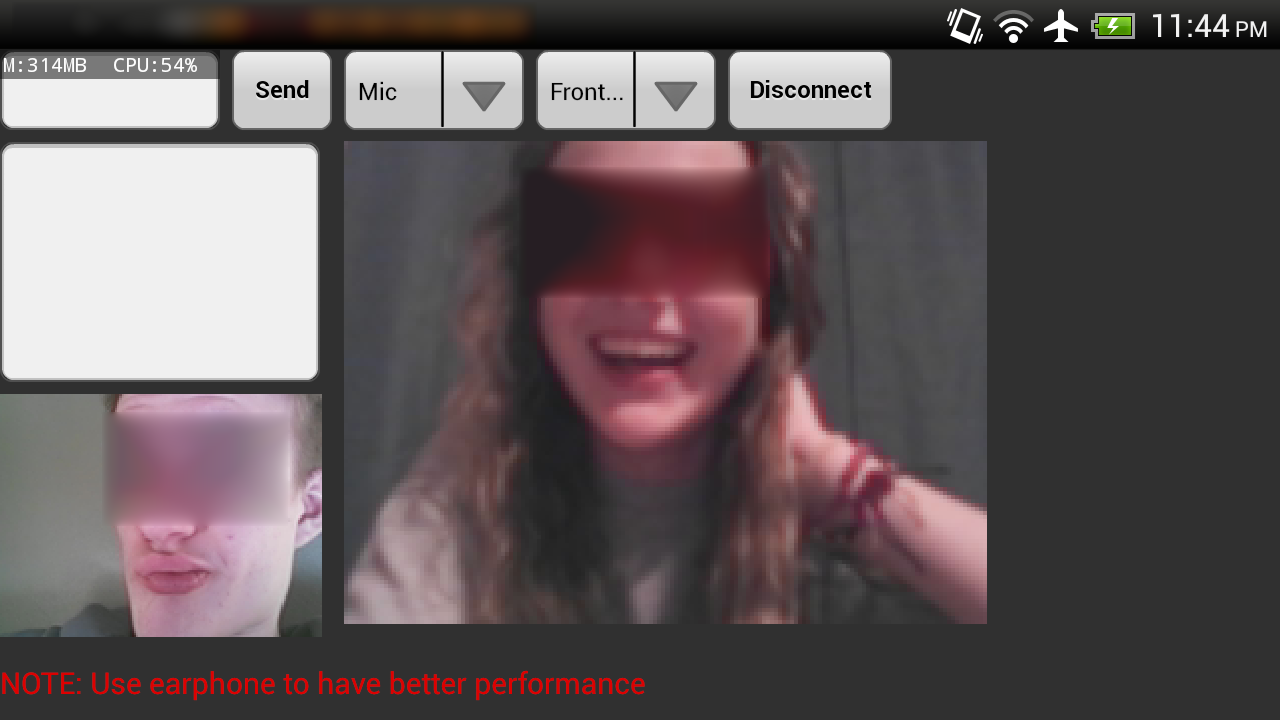 11:44 PM
M:314MB CPU:54%
Send
Mic
Front...
Disconnect
NOTE: Use earphone to have better performance